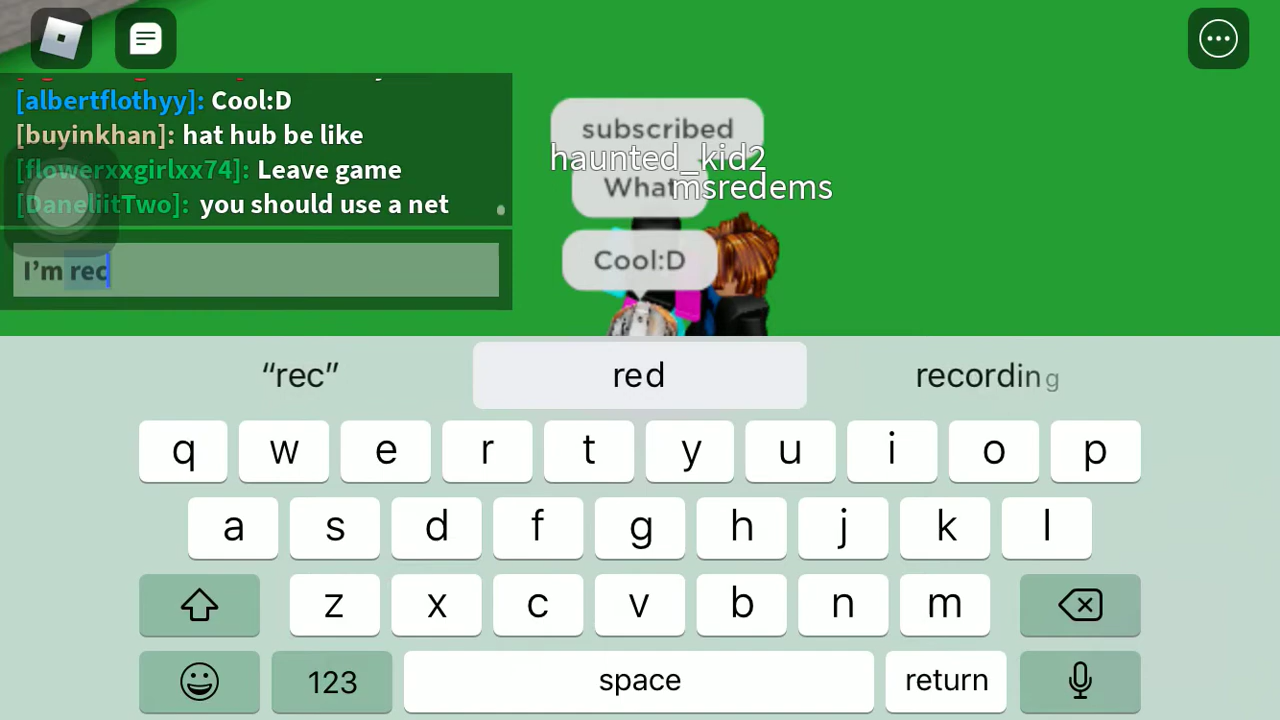 [albertflothyy]: Cool:D
[buyinkhan]: hat hub be like
[flowerxxgirlxx74]: Leave game
[DaneliitTwo]: you should use a net
I’m rec
subscribed
haunted_kid2
What
msredems
Cool:D
“rec” red recording
q w e r t y u i o p
a s d f g h j k l
z x c v b n m
123 space return